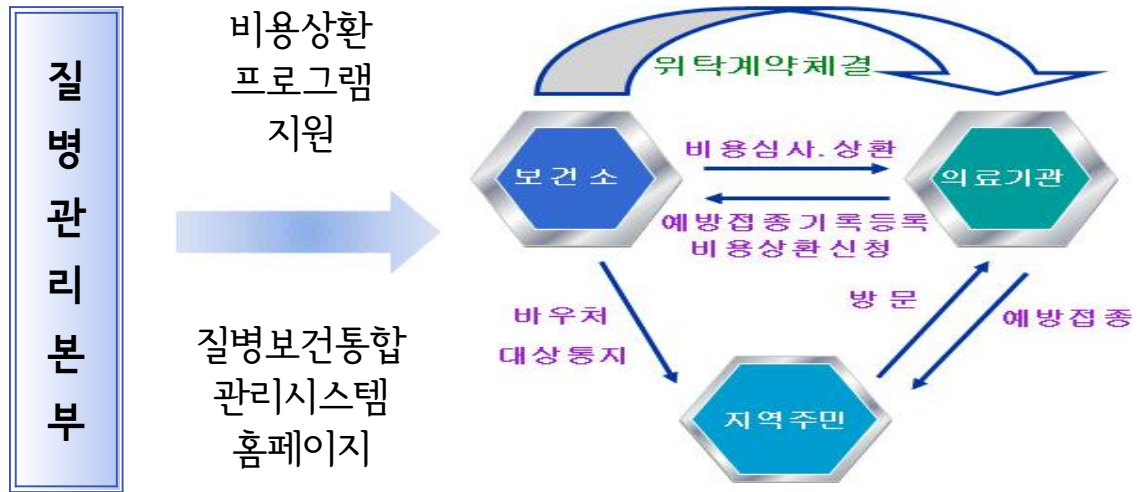 질병관리본부
비용상환
프로그램
지원
질병보건통합
관리시스템
홈페이지
위탁계약체결
보건소
비용심사.상환
의료기관
예방접종기록등록
비용상환신청
바우처
대상통지
방문
예방접종
지역주민